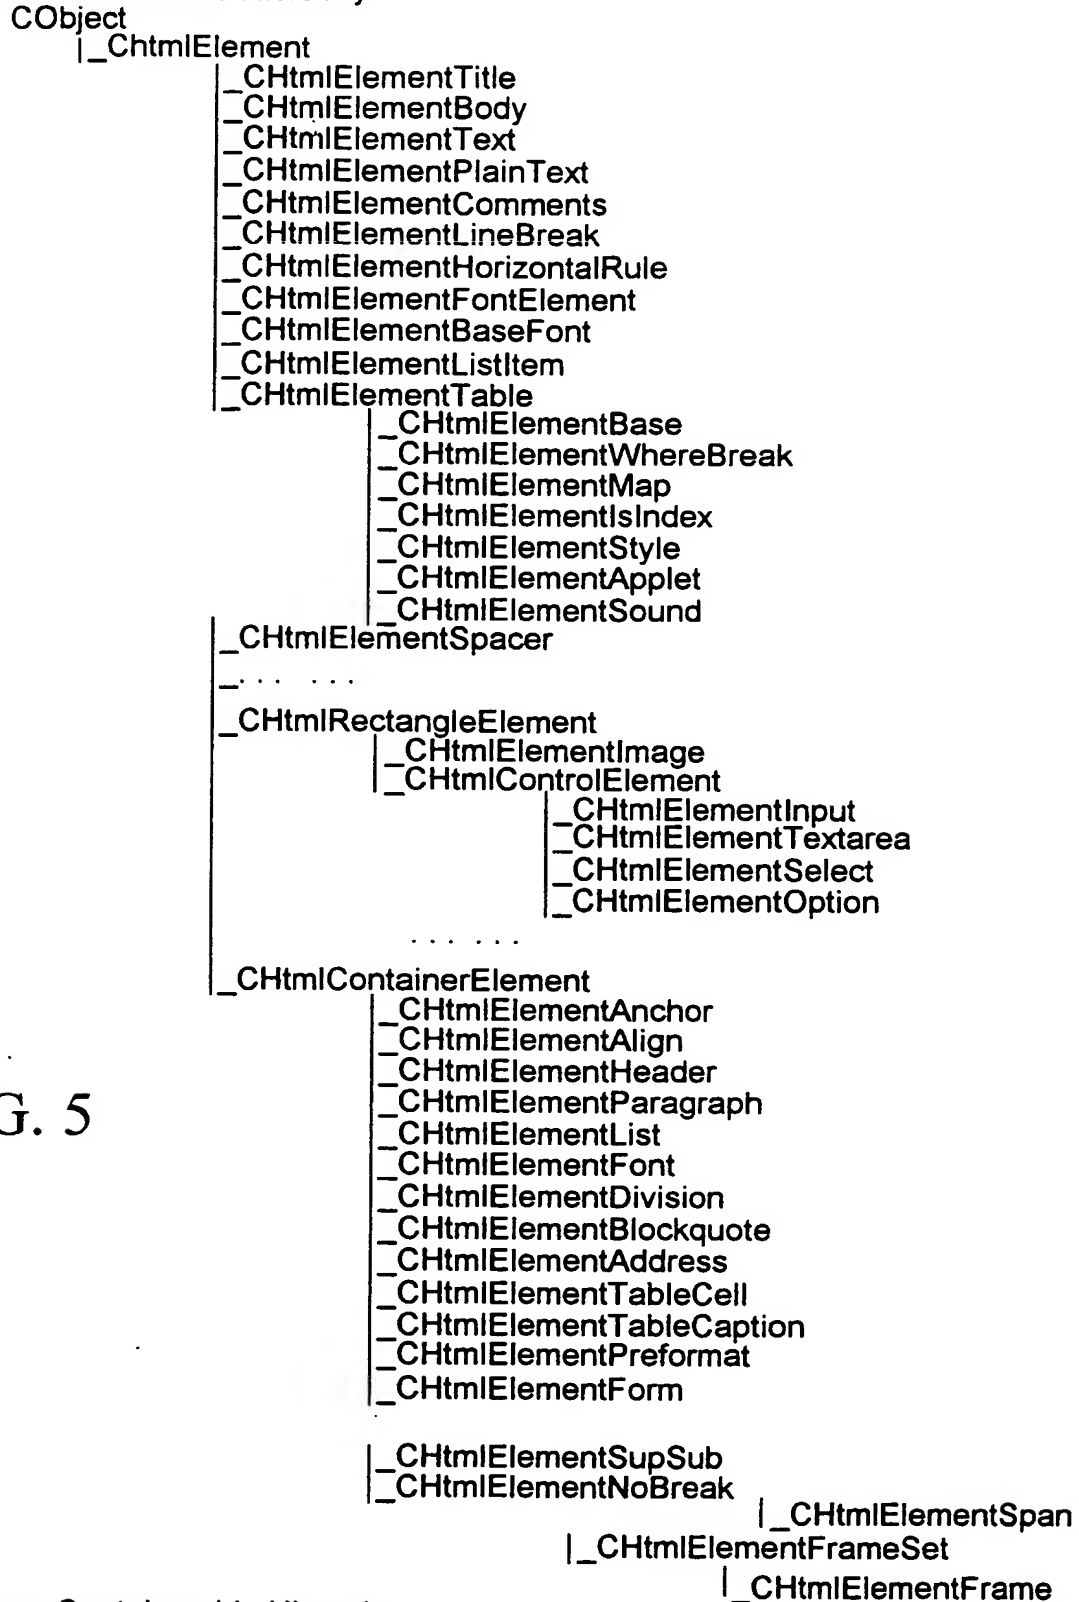 CObject
|_ChtmlElement
|_CHtmlElementTitle
_CHtmlElementBody
_CHtmlElementText
_CHtmlElementPlainText
_CHtmlElementComments
_CHtmlElementLineBreak
_CHtmlElementHorizontalRule
_CHtmlElementFontElement
_CHtmlElementBaseFont
_CHtmlElementListItem
_CHtmlElementTable
|_CHtmlElementBase
_CHtmlElementWhereBreak
_CHtmlElementMap
_CHtmlElementIsIndex
_CHtmlElementStyle
_CHtmlElementApplet
_CHtmlElementSound
|_CHtmlElementSpacer
_... ...
_CHtmlRectangleElement
|_CHtmlElementImage
|_CHtmlControlElement
|_CHtmlElementInput
_CHtmlElementTextarea
_CHtmlElementSelect
|_CHtmlElementOption
... ...
|_CHtmlContainerElement
|_CHtmlElementAnchor
_CHtmlElementAlign
_CHtmlElementHeader
_CHtmlElementParagraph
_CHtmlElementList
_CHtmlElementFont
_CHtmlElementDivision
_CHtmlElementBlockquote
_CHtmlElementAddress
_CHtmlElementTableCell
_CHtmlElementTableCaption
_CHtmlElementPreformat
|_CHtmlElementForm
G. 5
|_CHtmlElementSupSub
|_CHtmlElementNoBreak
|_CHtmlElementSpan
|_CHtmlElementFrameSet
|_CHtmlElementFrame